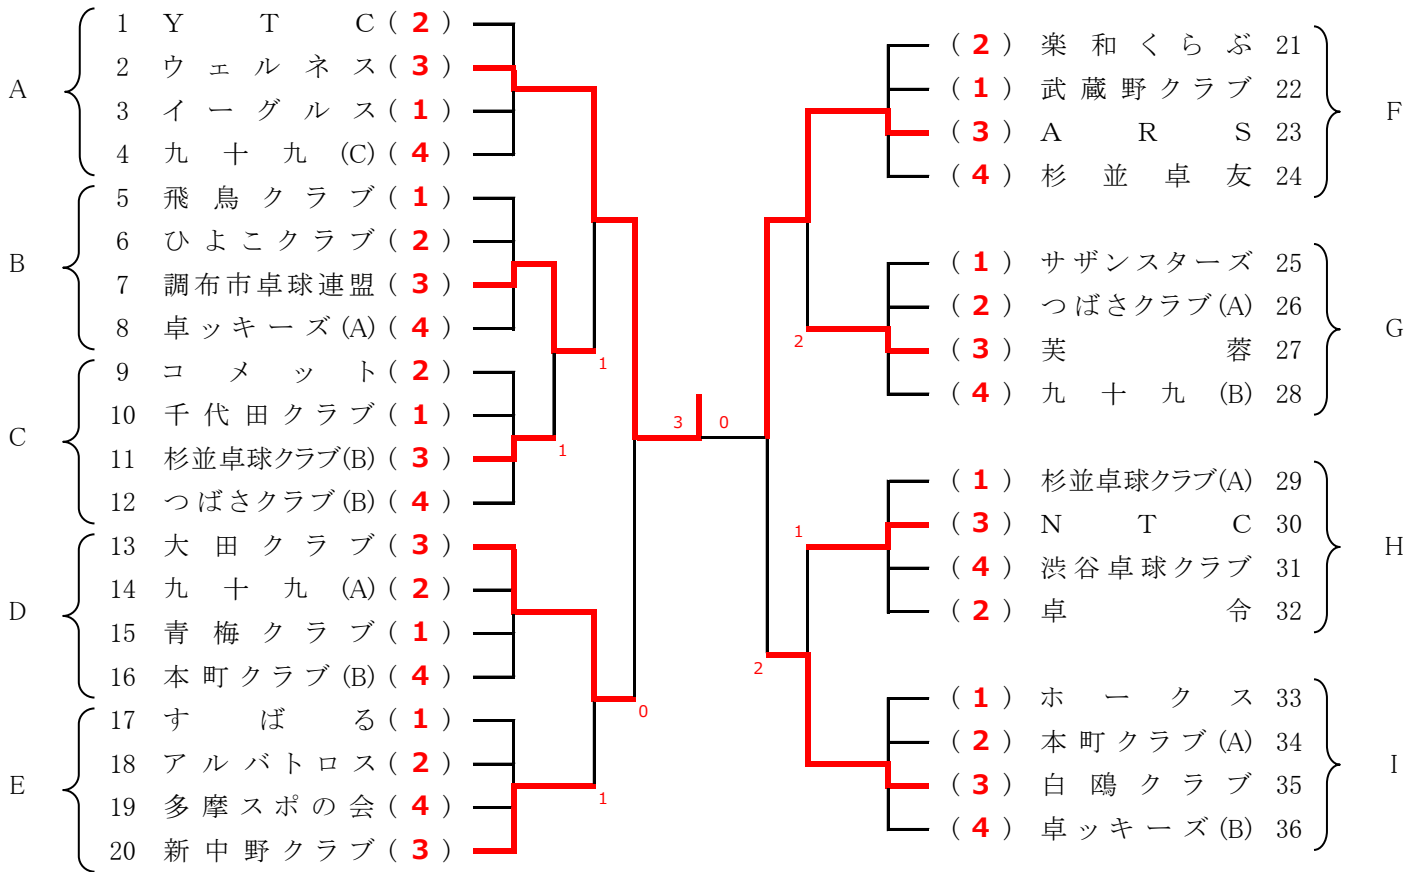 A
1 Y T C ( 2 )
2 ウェルネス ( 3 )
3 イーグルス ( 1 )
4 九十九 (C) ( 4 )
B
5 飛鳥クラブ ( 1 )
6 ひよこクラブ ( 2 )
7 調布市卓球連盟 ( 3 )
8 卓ッキーズ(A) ( 4 )
C
9 コメット ( 2 )
10 千代田クラブ ( 1 )
11 杉並卓球クラブ(B) ( 3 )
12 つばさクラブ(B) ( 4 )
D
13 大田クラブ ( 3 )
14 九十九 (A) ( 2 )
15 青梅クラブ ( 1 )
16 本町クラブ(B) ( 4 )
E
17 すばる ( 1 )
18 アルバトロス ( 2 )
19 多摩スポの会 ( 4 )
20 新中野クラブ ( 3 )
1
1
0
1
3 0
2
1
2
( 2 ) 楽和くらぶ 21
( 1 ) 武蔵野クラブ 22
( 3 ) A R S 23
( 4 ) 杉並卓友 24
F
( 1 ) サザンスターズ 25
( 2 ) つばさクラブ(A) 26
( 3 ) 芙蓉 27
( 4 ) 九十九 (B) 28
G
( 1 ) 杉並卓球クラブ(A) 29
( 3 ) N T C 30
( 4 ) 渋谷卓球クラブ 31
( 2 ) 卓令 32
H
( 1 ) ホークス 33
( 2 ) 本町クラブ(A) 34
( 3 ) 白鴎クラブ 35
( 4 ) 卓ッキーズ(B) 36
I